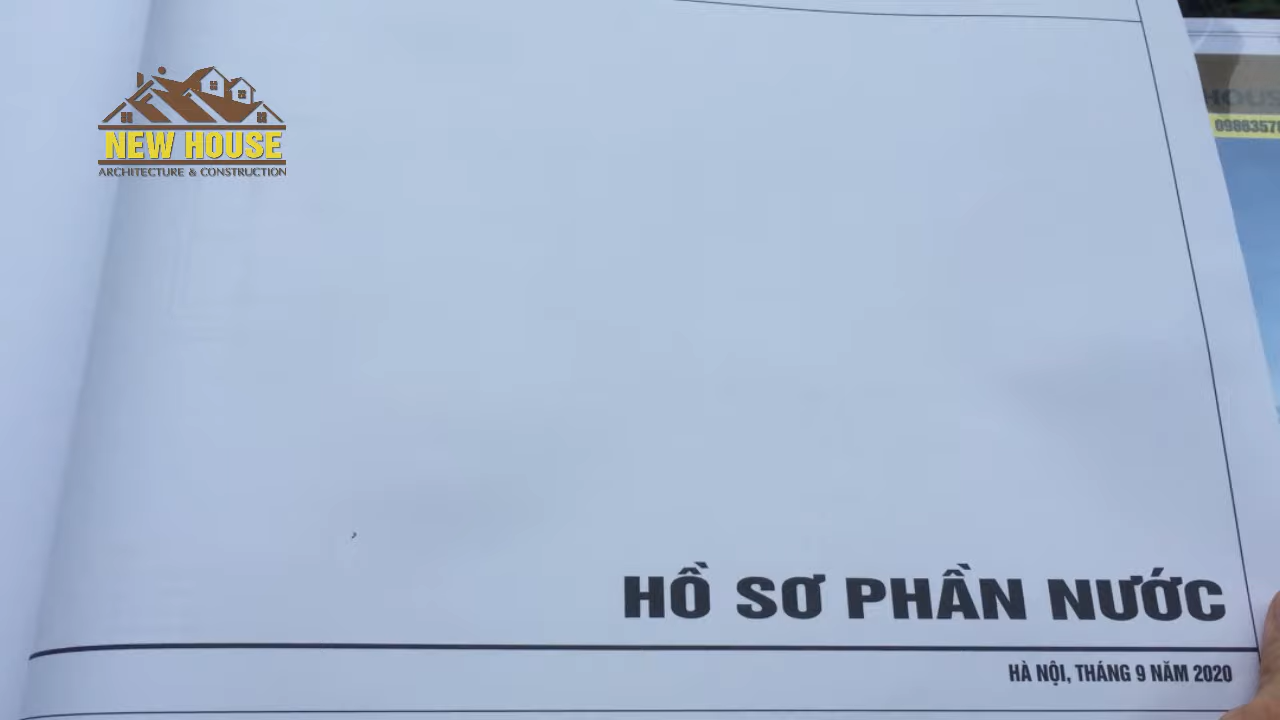 NEW HOUSE
ARCHITECTURE & CONSTRUCTION
HỒ SƠ PHẦN NƯỚC
HÀ NỘI, THÁNG 9 NĂM 2020